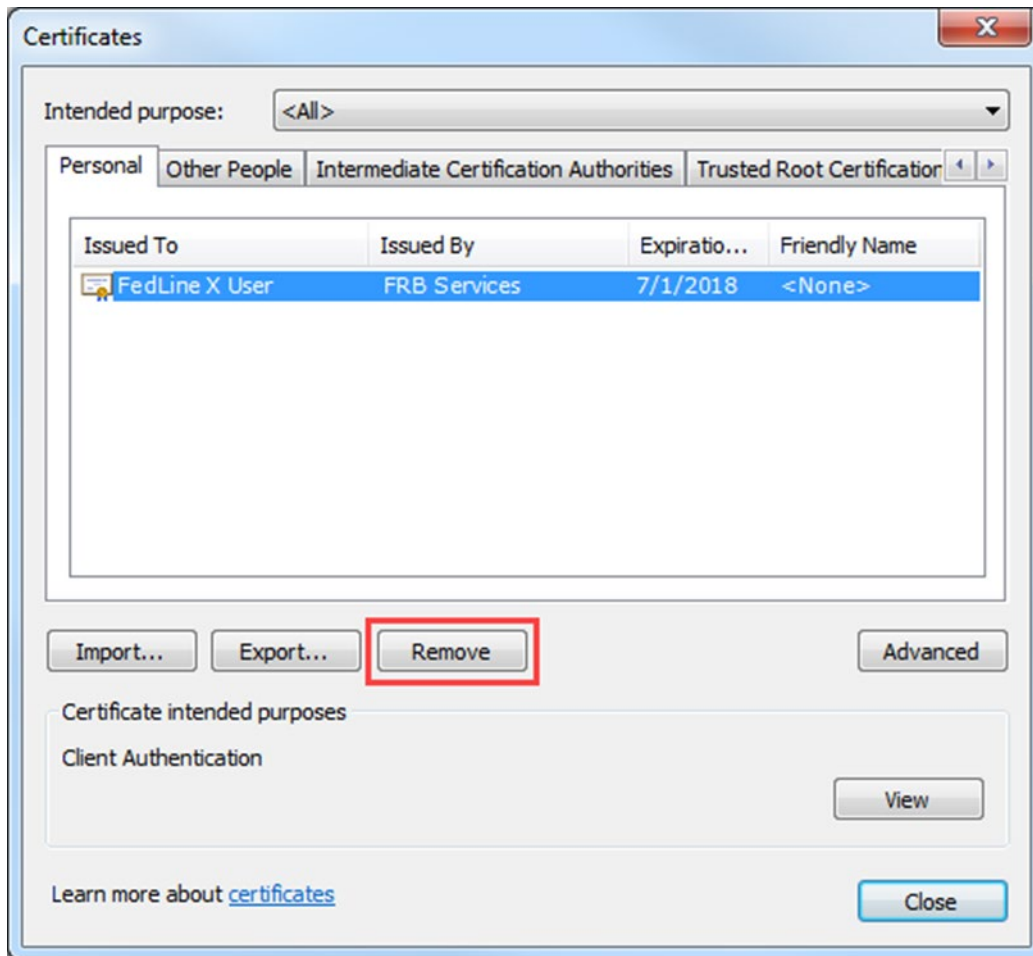 Certificates
Intended purpose: <All>
Personal Other People Intermediate Certification Authorities Trusted Root Certification
Issued To Issued By Expiratio... Friendly Name
FedLine X User FRB Services 7/1/2018 <None>
Import... Export... Remove Advanced
Certificate intended purposes
Client Authentication
View
Learn more about certificates
Close